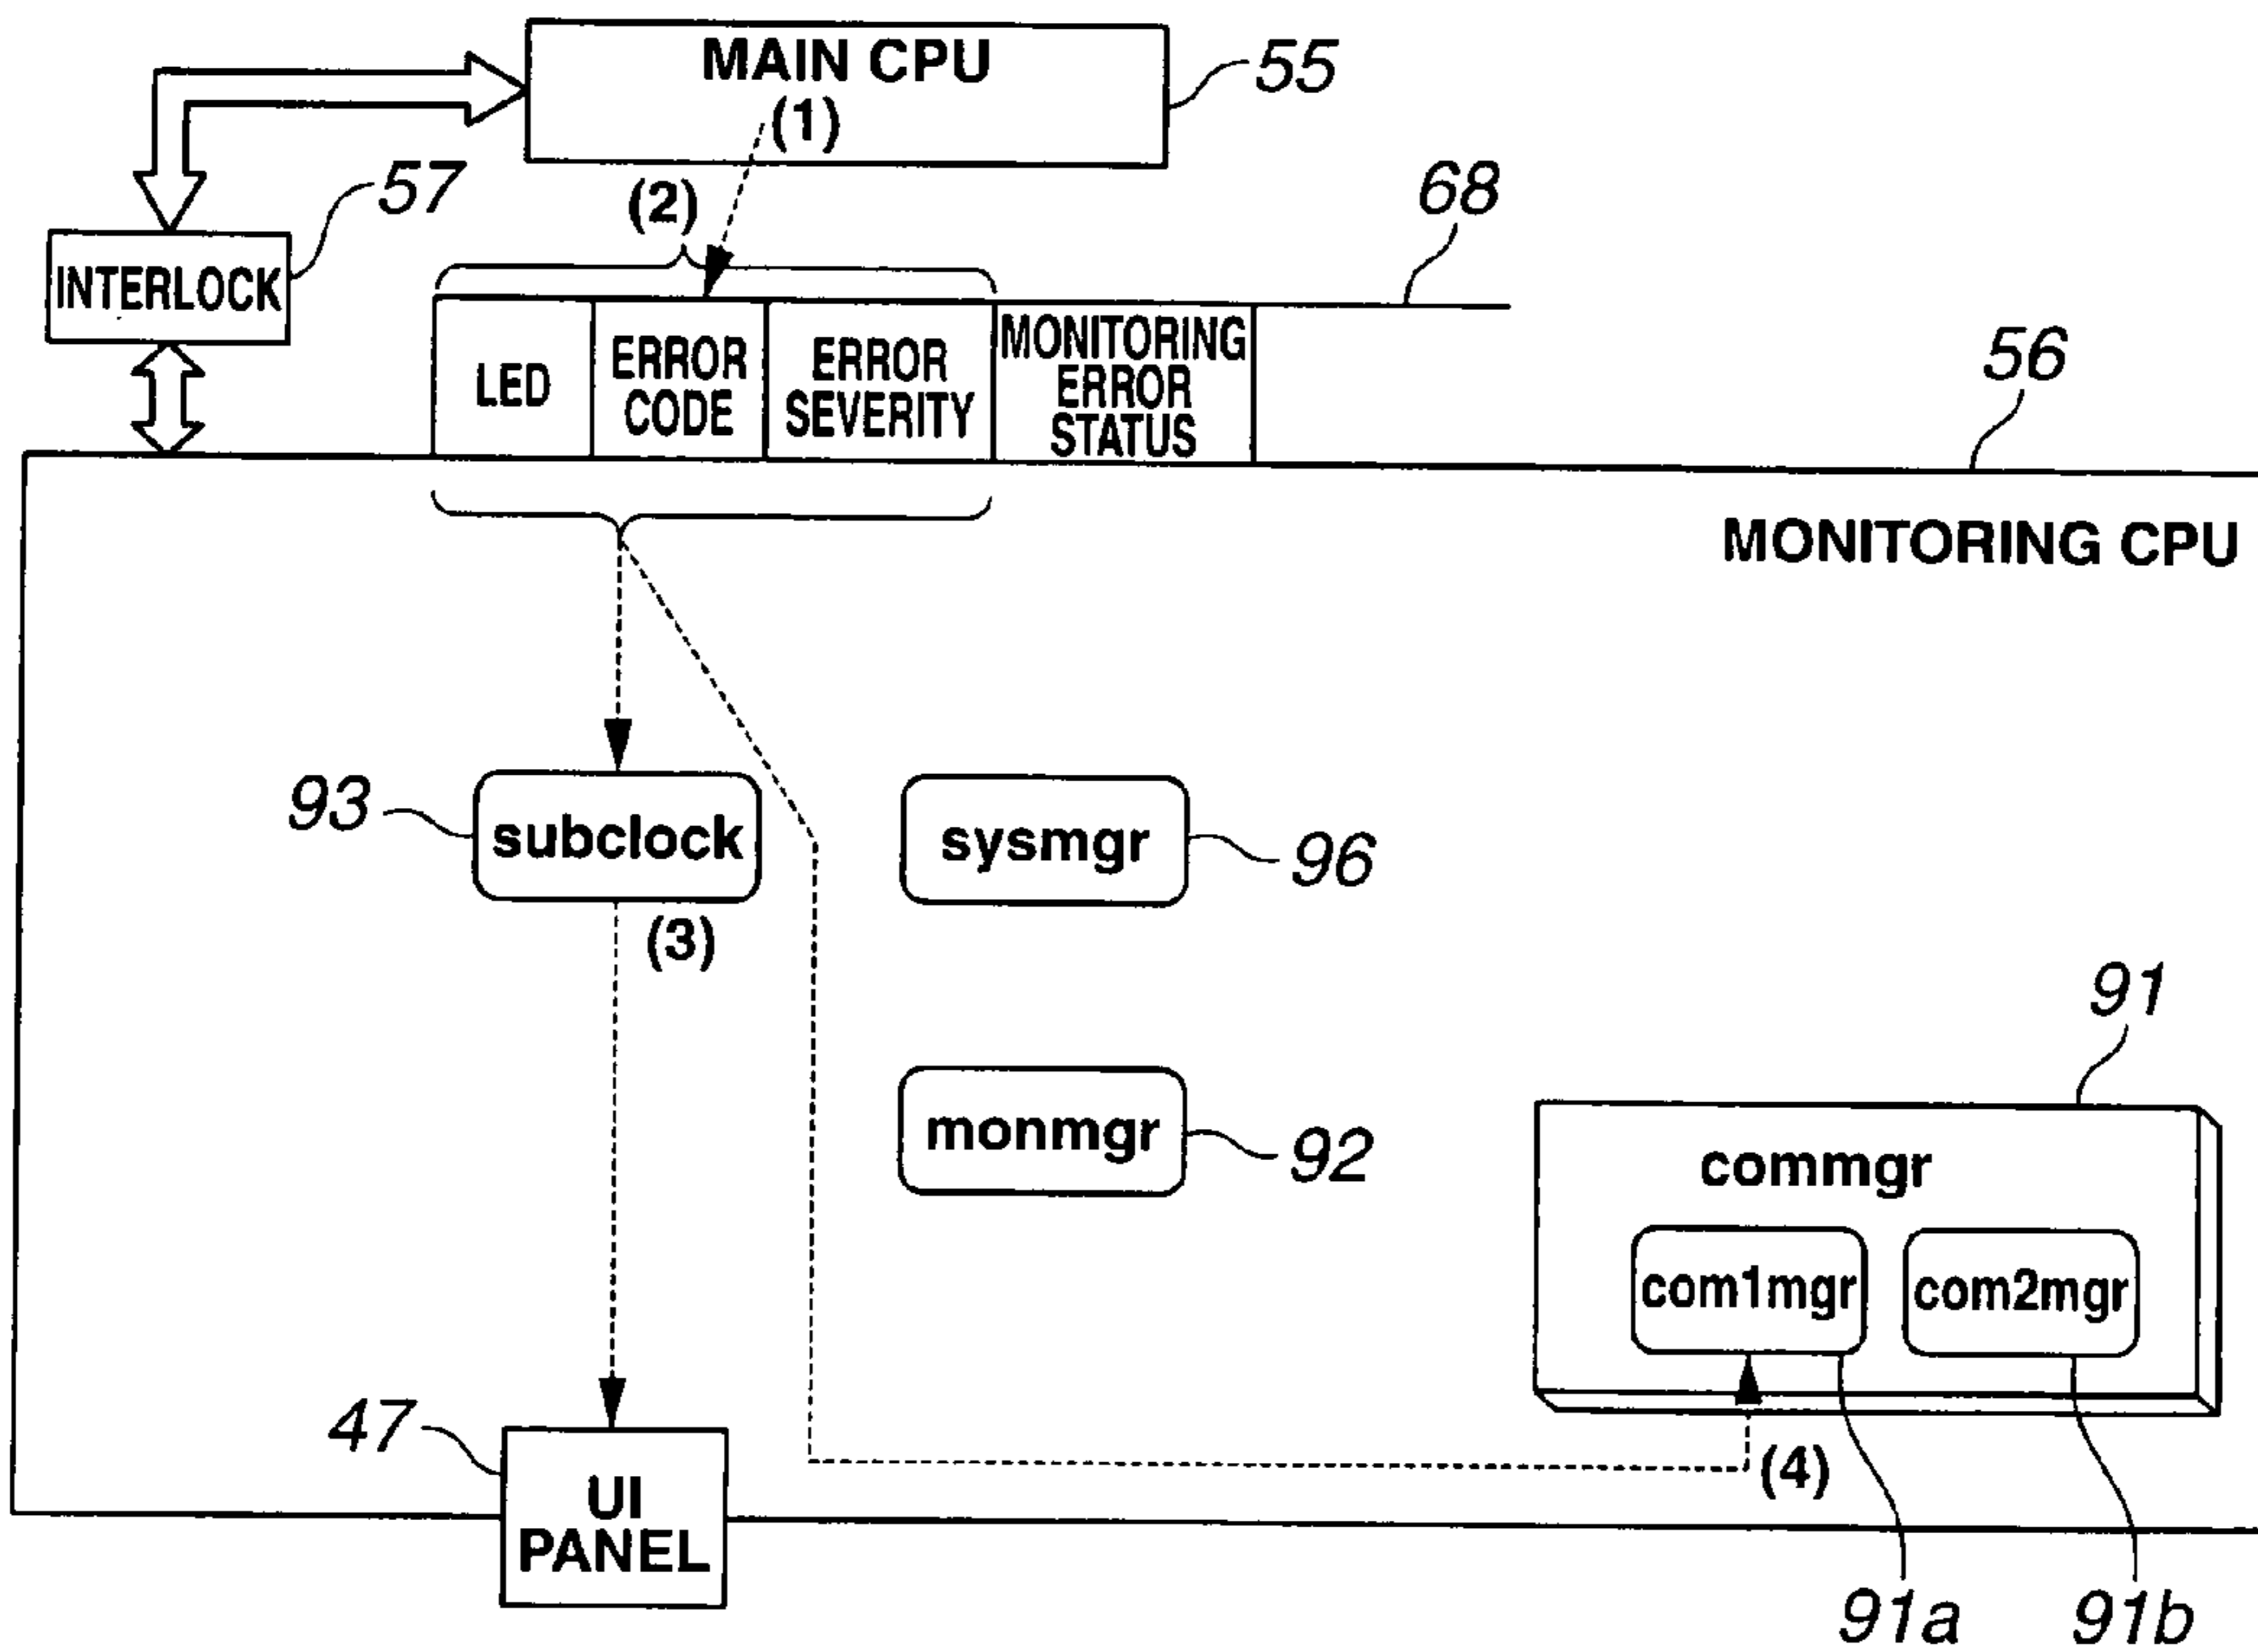 MAIN CPU
(1)
55
57
(2)
68
INTERLOCK
LED
ERROR
CODE
ERROR
SEVERITY
MONITORING
ERROR
STATUS
56
MONITORING CPU
93
subclock
sysmgr
96
(3)
91
monmgr
92
commgr
com1mgr
com2mgr
47
UI
PANEL
(4)
91a
91b